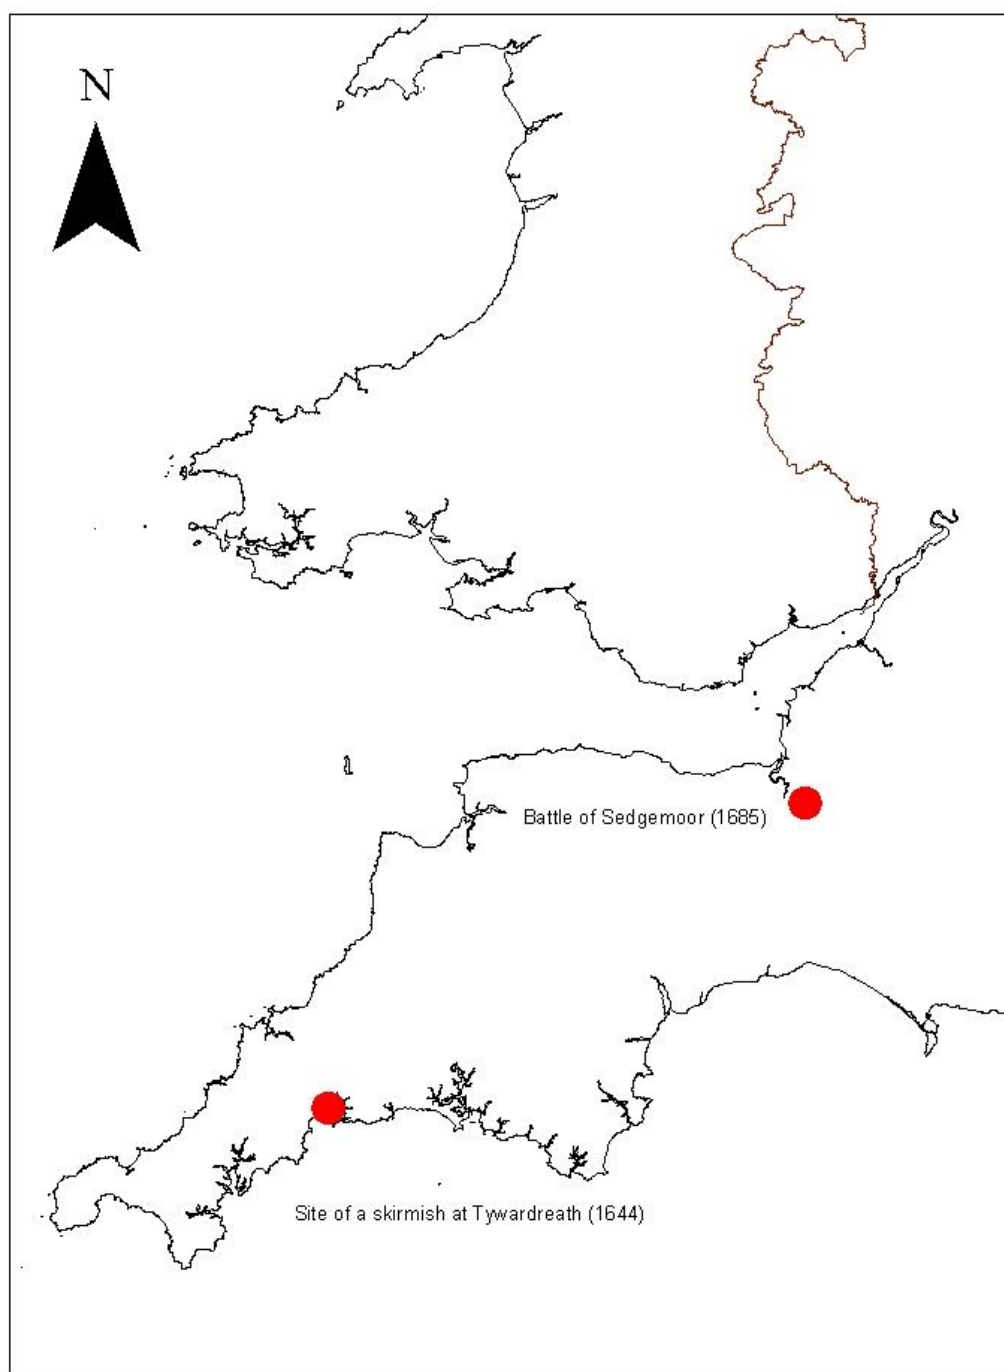 N
Battle of Sedgemoor (1685)
Site of a skirmish at Tywardreath (1644)